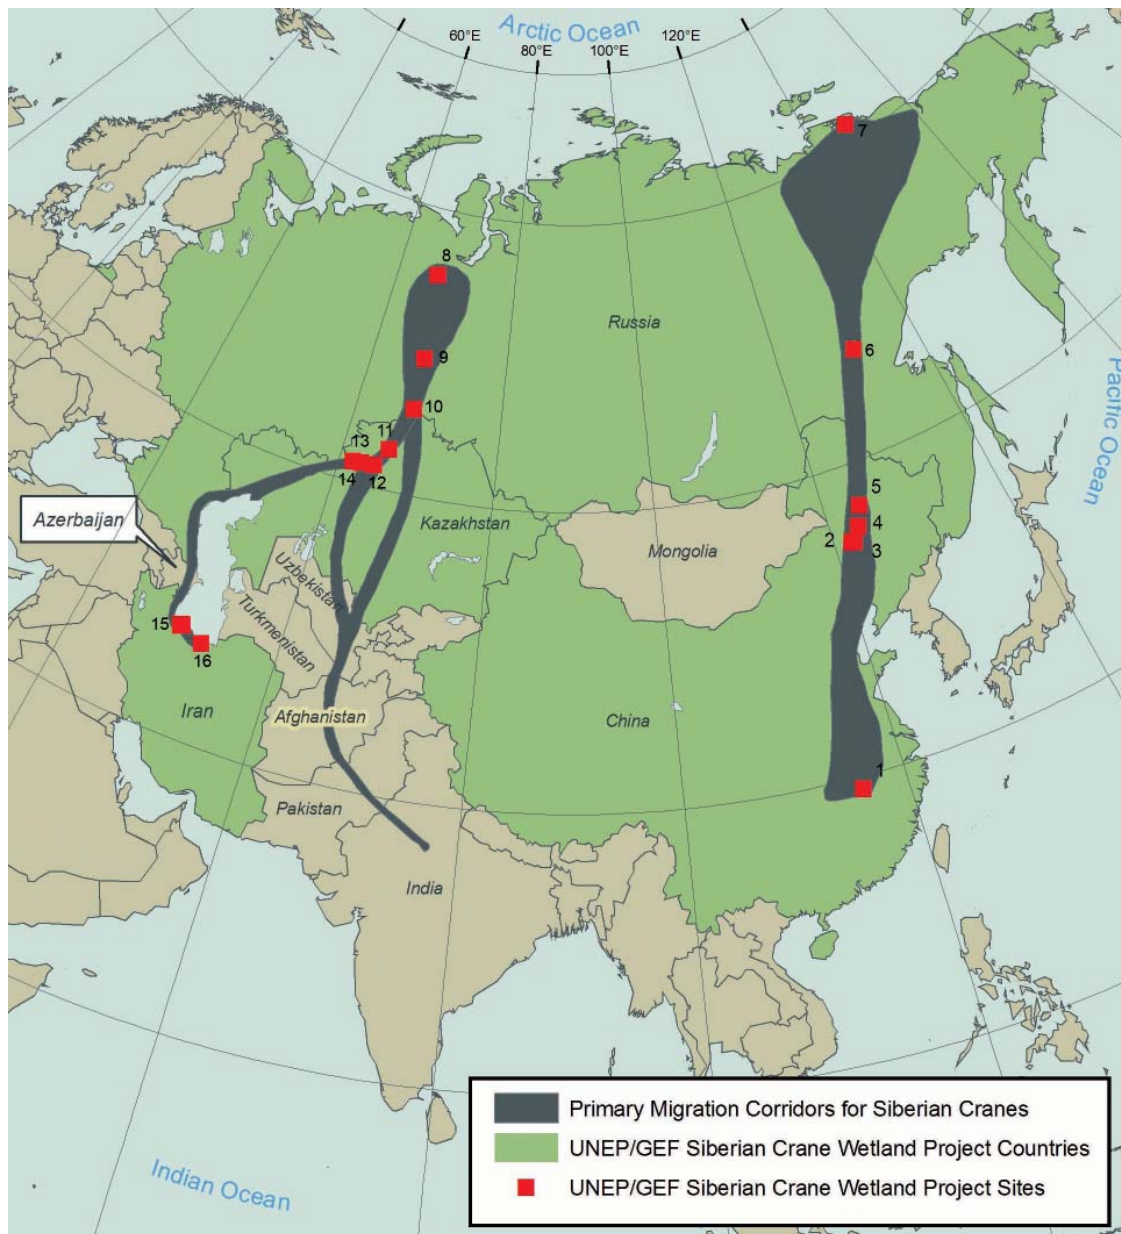 Arctic Ocean
60°E
80°E
100°E
120°E
7
8
Russia
6
9
Pacific Ocean
10
11
13
14
12
5
Azerbaijan
Kazakhstan
4
Mongolia
2
3
Uzbekistan
Turkmenistan
15
16
Iran
Afghanistan
China
1
Pakistan
India
Primary Migration Corridors for Siberian Cranes
UNEP/GEF Siberian Crane Wetland Project Countries
UNEP/GEF Siberian Crane Wetland Project Sites
Indian Ocean